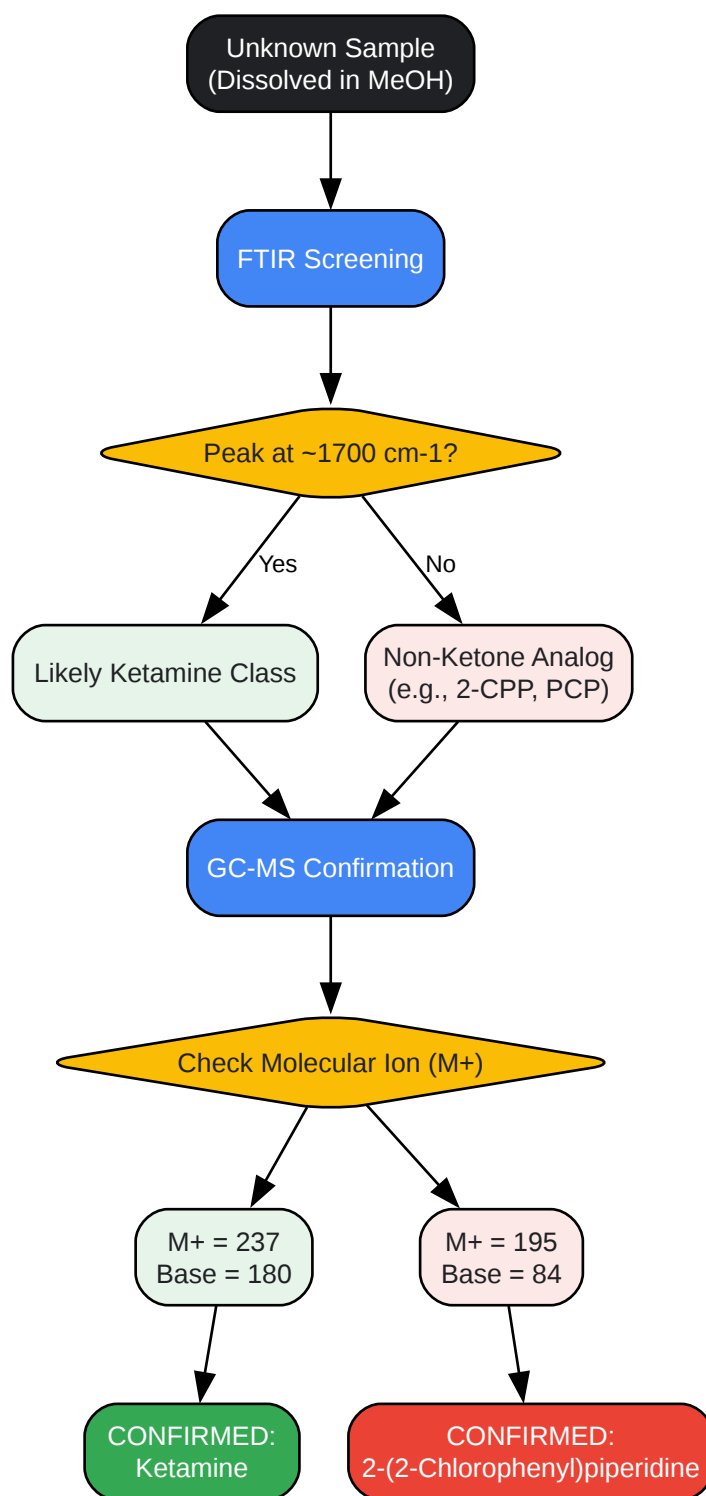 Unknown Sample
(Dissolved in MeOH)
FTIR Screening
Peak at ~1700 cm-1?
Yes
No
Likely Ketamine Class
Non-Ketone Analog
(e.g., 2-CPP, PCP)
GC-MS Confirmation
Check Molecular Ion (M+)
M+ = 237
Base = 180
M+ = 195
Base = 84
CONFIRMED:
Ketamine
CONFIRMED:
2-(2-Chlorophenyl)piperidine